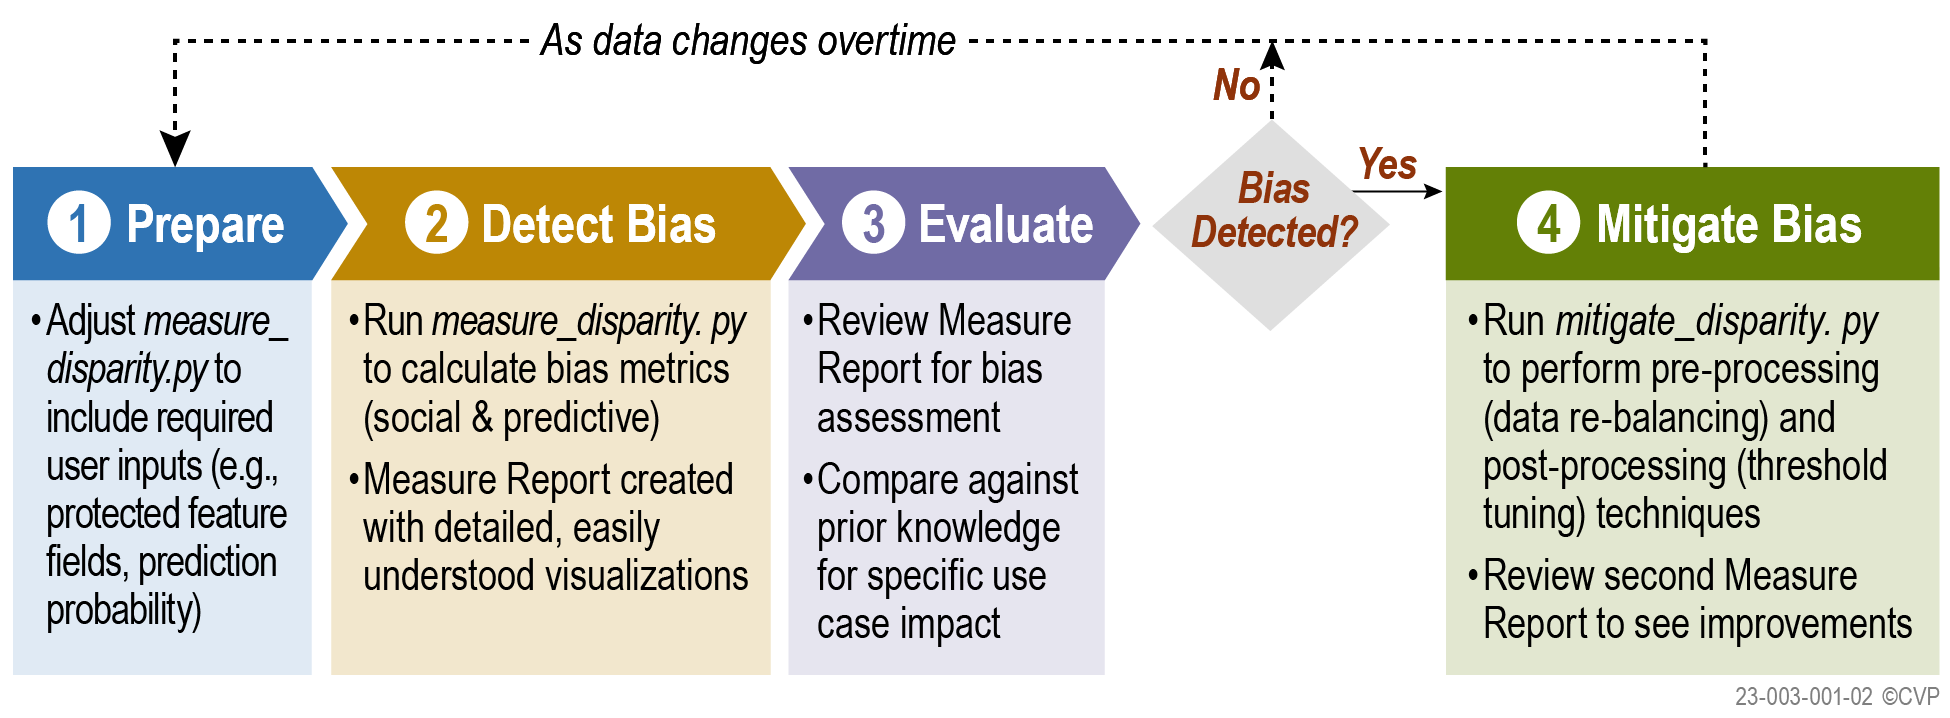 As data changes overtime
No
Yes
Bias
Detected?
1 Prepare
• Adjust measure_
disparity.py to
include required
user inputs (e.g.,
protected feature
fields, prediction
probability)
2 Detect Bias
• Run measure_disparity. py
to calculate bias metrics
(social & predictive)
• Measure Report created
with detailed, easily
understood visualizations
3 Evaluate
• Review Measure
Report for bias
assessment
• Compare against
prior knowledge
for specific use
case impact
4 Mitigate Bias
• Run mitigate_disparity. py
to perform pre-processing
(data re-balancing) and
post-processing (threshold
tuning) techniques
• Review second Measure
Report to see improvements
23-003-001-02 ©CVP